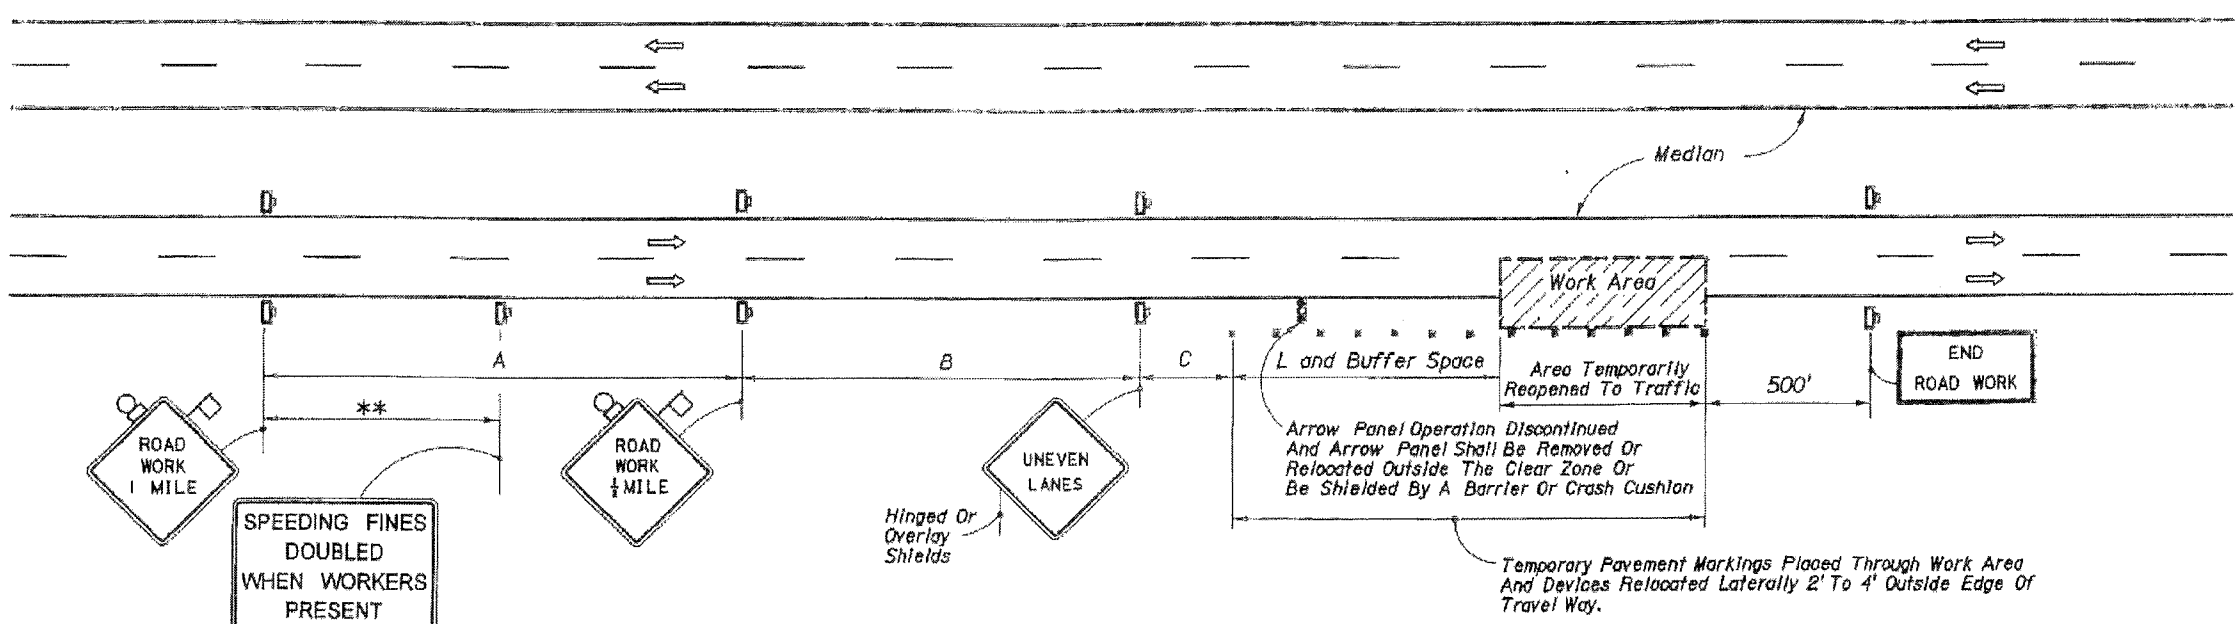 Median
Work Area
A
B
C
L and Buffer Space
Area Temporarily
Reopened To Traffic
500'
END
ROAD WORK
**
ROAD
WORK
1 MILE
ROAD
WORK
½ MILE
UNEVEN
LANES
Arrow Panel Operation Discontinued
And Arrow Panel Shall Be Removed Or
Relocated Outside The Clear Zone Or
Be Shielded By A Barrier Or Crash Cushion
SPEEDING FINES
DOUBLED
WHEN WORKERS
PRESENT
Hinged Or
Overlay
Shields
Temporary Pavement Markings Placed Through Work Area
And Devices Relocated Laterally 2' To 4' Outside Edge Of
Travel Way.